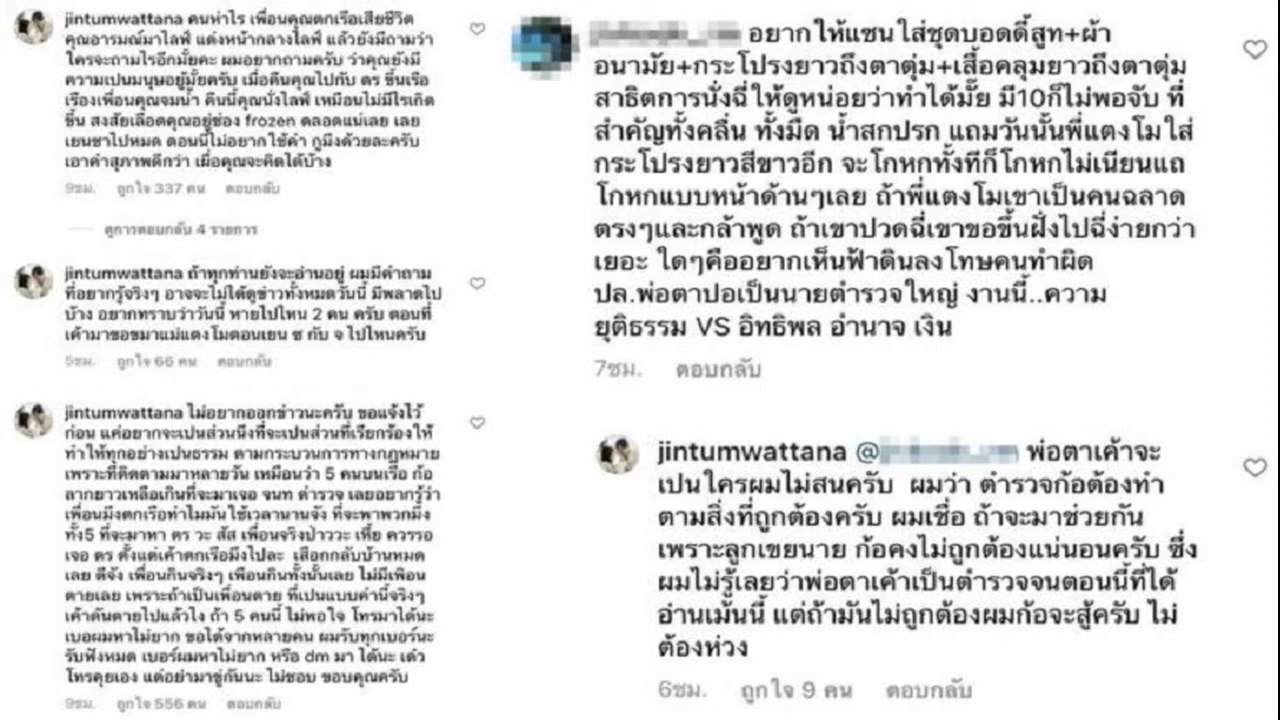 jintumwattana คนห่าไร เพื่อนคุณตกเรือเสียชีวิต
คุณอารมณ์มาไลฟ์ แต่งหน้ากลางไลฟ์ แล้วยังมีถามว่า
ใครจะถามไรอีกมั้ยคะ ผมอยากถามครับ ว่าคุณยังมี
ความเปนมนุษอยู่มั้ยครับ เมื่อคืนคุณไปกับ ตร ขึ้นเรือ
เรื่องเพื่อนคุณจมน้ำ คืนนี้คุณนั่งไลฟ์ เหมือนไม่มีไรเกิด
ขึ้น สงสัยเลือดคุณอยู่ช่อง frozen ตลอดแน่เลย เลย
เยนชาไปหมด ตอนนี้ไม่อยากใช้คำ กูมึงด้วยละครับ
เอาคำสุภาพดีกว่า เผื่อคุณจะคิดได้บ้าง
9ชม. ถูกใจ 337 คน ตอบกลับ
ดูการตอบกลับ 4 รายการ
jintumwattana ถ้าทุกท่านยังจะอ่านอยู่ ผมมีคำถาม
ที่อยากรู้จริงๆ อาจจะไม่ได้ดูข่าวทั้งหมดวันนี้ มีพลาดไป
บ้าง อยากทราบว่าวันนี้ หายไปไหน 2 คน ครับ ตอนที่
เค้ามาขอขมาแม่แตงโมตอนเยน ช กับ จ ไปไหนครับ
5ชม. ถูกใจ 66 คน ตอบกลับ
jintumwattana ไม่อยากออกข่าวนะครับ ขอแจ้งไว้
ก่อน แค่อยากจะเปนส่วนนึงที่จะเปนส่วนที่เรียกร้องให้
ทำให้ทุกอย่างเปนธรรม ตามกระบวนการทางกฎหมาย
เพราะที่ติดตามมาหลายวัน เหมือนว่า 5 คนบนเรือ ก้อ
ลากยาวเหลือเกินที่จะมาเจอ จนท ตำรวจ เลยอยากรู้ว่า
เพื่อนมึงตกเรือทำไมมันใช้เวลานานจัง ที่จะพาพวกมึง
ทั้ง5 ที่จะมาหา ตร วะ สัส เพื่อนจริงป่าววะ เหี้ย ควรรอ
เจอ ตร ตั้งแต่เค้าตกเรือมึงไปละ เสือกกลับบ้านหมด
เลย ดีจัง เพื่อนกินจริงๆ เพื่อนกินทั้งนั้นเลย ไม่มีเพื่อน
ตายเลย เพราะถ้าเป็นเพื่อนตาย ที่เปนแบบคำนี้จริงๆ
เค้าดันตายไปแล้วไง ถ้า 5 คนนี้ ไม่พอใจ โทรมาได้นะ
เบอผมหาไม่ยาก ขอได้จากหลายคน ผมรับทุกเบอร์นะ
รับฟังหมด เบอร์ผมหาไม่ยาก หรือ dm มา ได้นะ เด๋ว
โทรคุยเอง แต่อย่ามาขู่กันนะ ไม่ชอบ ขอบคุณครับ
9ชม. ถูกใจ 556 คน ตอบกลับ
อยากให้แซนใส่ชุดบอดดี้สูท+ผ้า
อนามัย+กระโปรงยาวถึงตาตุ่ม+เสื้อคลุมยาวถึงตาตุ่ม
สาธิตการนั่งฉี่ให้ดูหน่อยว่าทำได้มั๊ย มี10ก็ไม่พอจับ ที่
สำคัญทั้งคลื่น ทั้งมืด น้ำสกปรก แถมวันนั้นพี่แตงโมใส่
กระโปรงยาวสีขาวอีก จะโกหกทั้งทีก็โกหกไม่เนียนแถ
โกหกแบบหน้าด้านๆเลย ถ้าพี่แตงโมเขาเป็นคนฉลาด
ตรงๆและกล้าพูด ถ้าเขาปวดฉี่เขาขอขึ้นฝั่งไปฉี่ง่ายกว่า
เยอะ ใดๆคืออยากเห็นฟ้าดินลงโทษคนทำผิด
ปล.พ่อตาปอเป็นนายตำรวจใหญ่ งานนี้..ความ
ยุติธรรม VS อิทธิพล อำนาจ เงิน
7ชม. ตอบกลับ
jintumwattana @ พ่อตาเค้าจะ
เปนใครผมไม่สนครับ ผมว่า ตำรวจก้อต้องทำ
ตามสิ่งที่ถูกต้องครับ ผมเชื่อ ถ้าจะมาช่วยกัน
เพราะลูกเขยนาย ก้อคงไม่ถูกต้องแน่นอนครับ ซึ่ง
ผมไม่รู้เลยว่าพ่อตาเค้าเป็นตำรวจจนตอนนี้ที่ได้
อ่านเม้นนี้ แต่ถ้ามันไม่ถูกต้องผมก้อจะสู้ครับ ไม่
ต้องห่วง
6ชม. ถูกใจ 9 คน ตอบกลับ